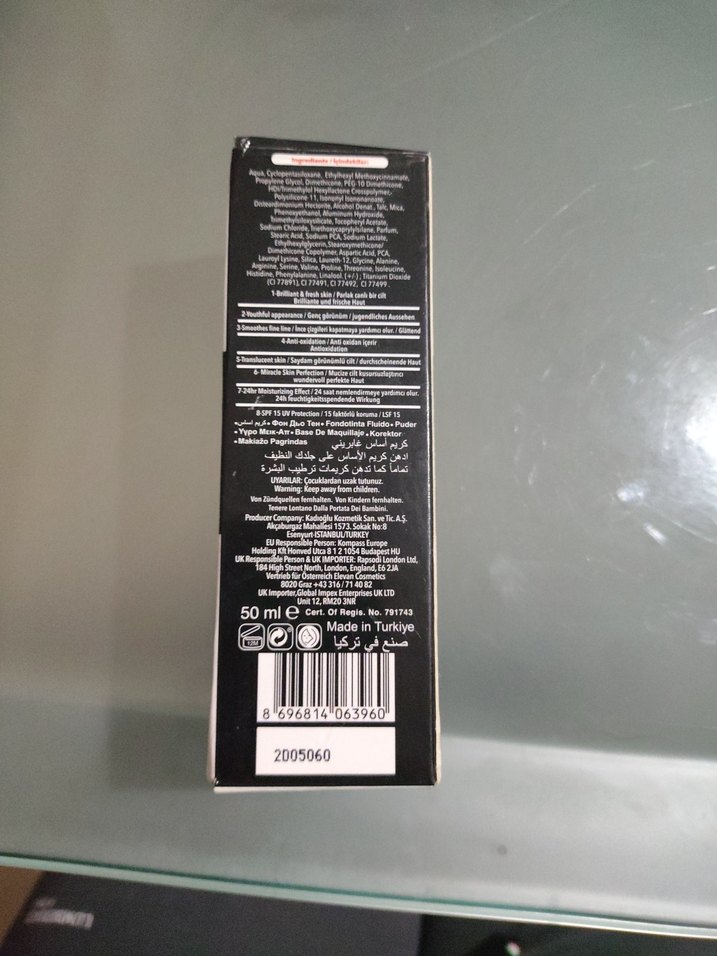 Ingredients / İçindekiler:
Aqua, Cyclopentasiloxane, Ethylhexyl Methoxycinnamate,
Propylene Glycol, Dimethicone, PEG-10 Dimethicone,
HDI/Trimethylol Hexyllactone Crosspolymer,
Polysilicone 11, Isononyl Isononanoate,
Disteardimonium Hectorite, Alcohol Denat., Talc, Mica,
Phenoxyethanol, Aluminum Hydroxide,
Trimethylsiloxysilicate, Tocopheryl Acetate,
Sodium Chloride, Triethoxycaprylylsilane, Parfum,
Stearic Acid, Sodium PCA, Sodium Lactate,
Ethylhexylglycerin,Stearoxymethicone/
Dimethicone Copolymer, Aspartic Acid, PCA,
Lauroyl Lysine, Silica, Laureth-12, Glycine, Alanine,
Arginine, Serine, Valine, Proline, Threonine, Isoleucine,
Histidine, Phenylalanine, Linalool. (+/-) ; Titanium Dioxide
(CI 77891), CI 77491, CI 77492, CI 77499.
1-Brilliant & fresh skin / Parlak canlı bir cilt
Brilliante und frische Haut
2-Youthful appearance / Genç görünüm / jugendliches Aussehen
3-Smoothes fine line / İnce çizgileri kapatmaya yardımcı olur. / Glättend
4-Anti-oxidation / Anti oxidan içerir
Antioxidation
5-Translucent skin / Saydam görünümlü cilt / durchscheinende Haut
6- Miracle Skin Perfection / Mucize cilt kusursuzlaştırıcı
wundervoll perfekte Haut
7-24hr Moisturizing Effect / 24 saat nemlendirmeye yardımcı olur.
24h feuchtigkeitsspendende Wirkung
8-SPF 15 UV Protection / 15 faktörlü koruma / LSF 15
•كريم أساس• Фон Дьо Тен • Fondotinta Fluido • Puder
•Υγρο Μεικ-Απ • Base De Maquillaje • Korektor
•Makiažo Pagrindas كريم أساس غابريني
ادهن كريم الأساس على جلدك النظيف
تماماً كما تدهن كريمات ترطيب البشرة
UYARILAR: Çocuklardan uzak tutunuz.
Warning: Keep away from children.
Von Zündquellen fernhalten. Von Kindern fernhalten.
Tenere Lontano Dalla Portata Dei Bambini.
Producer Company: Kadıoğlu Kozmetik San. ve Tic. A.Ş.
Akçaburgaz Mahallesi 1573. Sokak No:8
Esenyurt-İSTANBUL/TURKEY
EU Responsible Person: Kompass Europe
Holding Kft Honved Utca 8 1 2 1054 Budapest HU
UK Responsible Person & UK IMPORTER: Rapsodi London Ltd,
184 High Street North, London, England, E6 2JA
Vertrieb für Österreich Elevan Cosmetics
8020 Graz +43 316 / 71 40 82
UK Importer,Global Impex Enterprises UK LTD
Unit 12, RM20 3NR
50 ml ℮ Cert. Of Regis. No. 791743
12M
Made in Turkiye
صنع في تركيا
8 696814 063960
2D05060